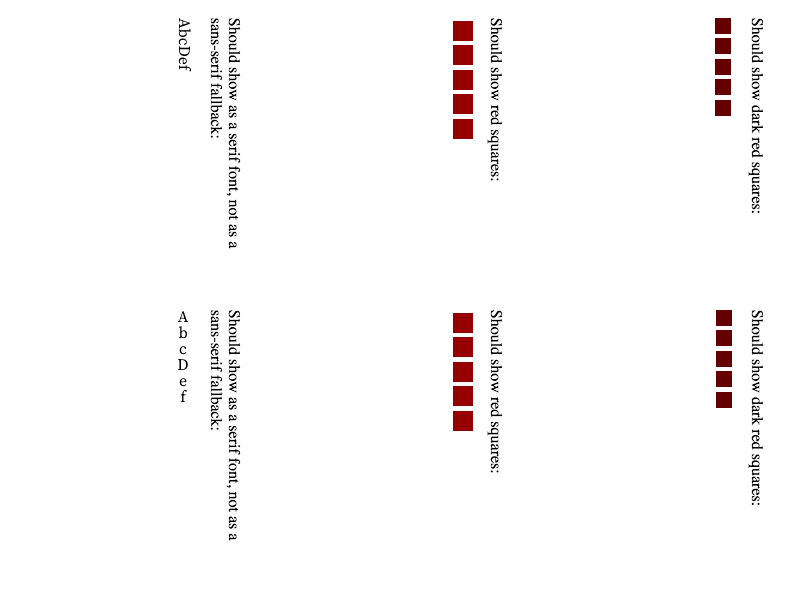 Should show dark red squares:
Should show red squares:
Should show as a serif font, not as a
sans-serif fallback:
AbcDef
Should show dark red squares:
Should show red squares:
Should show as a serif font, not as a
sans-serif fallback:
AbcDef